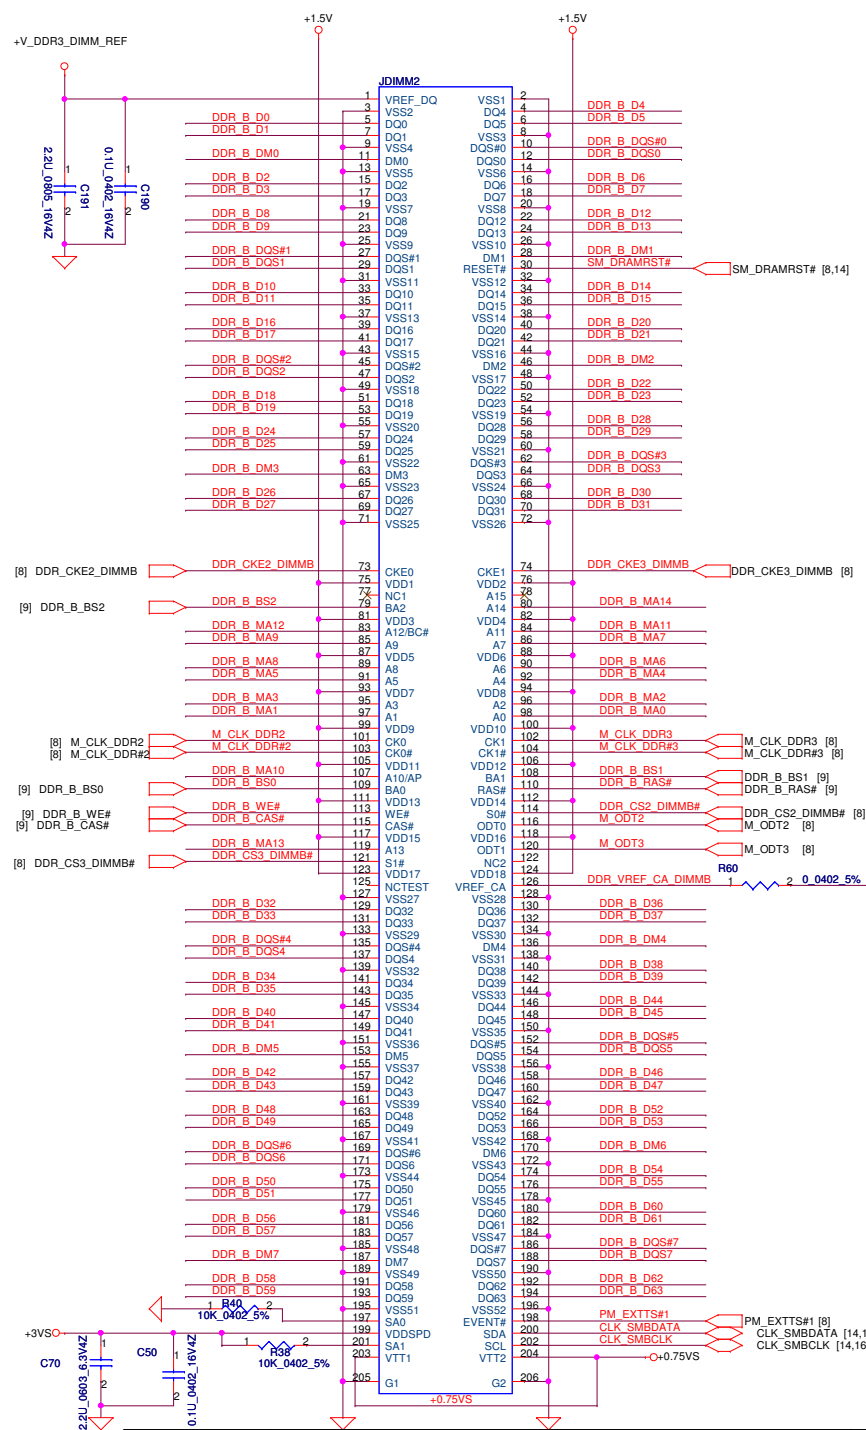 +1.5V +1.5V
+V_DDR3_DIMM_REF
JDIMM2
1 VREF_DQ VSS1 2
3 VSS2 DQ4 4 DDR_B_D4
DDR_B_D0 5 DQ0 DQ5 6 DDR_B_D5
DDR_B_D1 7 DQ1 VSS3 8
9 VSS4 DQS#0 10 DDR_B_DQS#0
DDR_B_DM0 11 DM0 DQS0 12 DDR_B_DQS0
13 VSS5 VSS6 14
DDR_B_D2 15 DQ2 DQ6 16 DDR_B_D6
DDR_B_D3 17 DQ3 DQ7 18 DDR_B_D7
19 VSS7 VSS8 20
DDR_B_D8 21 DQ8 DQ12 22 DDR_B_D12
DDR_B_D9 23 DQ9 DQ13 24 DDR_B_D13
25 VSS9 VSS10 26
DDR_B_DQS#1 27 DQS#1 DM1 28 DDR_B_DM1
DDR_B_DQS1 29 DQS1 RESET# 30 SM_DRAMRST# SM_DRAMRST# [8,14]
31 VSS11 VSS12 32
DDR_B_D10 33 DQ10 DQ14 34 DDR_B_D14
DDR_B_D11 35 DQ11 DQ15 36 DDR_B_D15
37 VSS13 VSS14 38
DDR_B_D16 39 DQ16 DQ20 40 DDR_B_D20
DDR_B_D17 41 DQ17 DQ21 42 DDR_B_D21
43 VSS15 VSS16 44
DDR_B_DQS#2 45 DQS#2 DM2 46 DDR_B_DM2
DDR_B_DQS2 47 DQS2 VSS17 48
49 VSS18 DQ22 50 DDR_B_D22
DDR_B_D18 51 DQ18 DQ23 52 DDR_B_D23
DDR_B_D19 53 DQ19 VSS19 54
55 VSS20 DQ28 56 DDR_B_D28
DDR_B_D24 57 DQ24 DQ29 58 DDR_B_D29
DDR_B_D25 59 DQ25 VSS21 60
61 VSS22 DQS#3 62 DDR_B_DQS#3
DDR_B_DM3 63 DM3 DQS3 64 DDR_B_DQS3
65 VSS23 VSS24 66
DDR_B_D26 67 DQ26 DQ30 68 DDR_B_D30
DDR_B_D27 69 DQ27 DQ31 70 DDR_B_D31
71 VSS25 VSS26 72
2.2U_0805_16V4Z
1 C191 2
0.1U_0402_16V4Z
1 C190 2
[8] DDR_CKE2_DIMMB DDR_CKE2_DIMMB 73 CKE0 CKE1 74 DDR_CKE3_DIMMB DDR_CKE3_DIMMB [8]
75 VDD1 VDD2 76
77 NC1 A15 78
[9] DDR_B_BS2 DDR_B_BS2 79 BA2 A14 80 DDR_B_MA14
81 VDD3 VDD4 82
DDR_B_MA12 83 A12/BC# A11 84 DDR_B_MA11
DDR_B_MA9 85 A9 A7 86 DDR_B_MA7
87 VDD5 VDD6 88
DDR_B_MA8 89 A8 A6 90 DDR_B_MA6
DDR_B_MA5 91 A5 A4 92 DDR_B_MA4
93 VDD7 VDD8 94
DDR_B_MA3 95 A3 A2 96 DDR_B_MA2
DDR_B_MA1 97 A1 A0 98 DDR_B_MA0
99 VDD9 VDD10 100
[8] M_CLK_DDR2 M_CLK_DDR2 101 CK0 CK1 102 M_CLK_DDR3 M_CLK_DDR3 [8]
[8] M_CLK_DDR#2 M_CLK_DDR#2 103 CK0# CK1# 104 M_CLK_DDR#3 M_CLK_DDR#3 [8]
105 VDD11 VDD12 106
DDR_B_MA10 107 A10/AP BA1 108 DDR_B_BS1 DDR_B_BS1 [9]
[9] DDR_B_BS0 DDR_B_BS0 109 BA0 RAS# 110 DDR_B_RAS# DDR_B_RAS# [9]
111 VDD13 VDD14 112
[9] DDR_B_WE# DDR_B_WE# 113 WE# S0# 114 DDR_CS2_DIMMB# DDR_CS2_DIMMB# [8]
[9] DDR_B_CAS# DDR_B_CAS# 115 CAS# ODT0 116 M_ODT2 M_ODT2 [8]
117 VDD15 VDD16 118
DDR_B_MA13 119 A13 ODT1 120 M_ODT3 M_ODT3 [8]
[8] DDR_CS3_DIMMB# DDR_CS3_DIMMB# 121 S1# NC2 122
123 VDD17 VDD18 124
125 NCTEST VREF_CA 126 DDR_VREF_CA_DIMMB 1 R60 2 0_0402_5%
127 VSS27 VSS28 128
DDR_B_D32 129 DQ32 DQ36 130 DDR_B_D36
DDR_B_D33 131 DQ33 DQ37 132 DDR_B_D37
133 VSS29 VSS30 134
DDR_B_DQS#4 135 DQS#4 DM4 136 DDR_B_DM4
DDR_B_DQS4 137 DQS4 VSS31 138
139 VSS32 DQ38 140 DDR_B_D38
DDR_B_D34 141 DQ34 DQ39 142 DDR_B_D39
DDR_B_D35 143 DQ35 VSS33 144
145 VSS34 DQ44 146 DDR_B_D44
DDR_B_D40 147 DQ40 DQ45 148 DDR_B_D45
DDR_B_D41 149 DQ41 VSS35 150
151 VSS36 DQS#5 152 DDR_B_DQS#5
DDR_B_DM5 153 DM5 DQS5 154 DDR_B_DQS5
155 VSS37 VSS38 156
DDR_B_D42 157 DQ42 DQ46 158 DDR_B_D46
DDR_B_D43 159 DQ43 DQ47 160 DDR_B_D47
161 VSS39 VSS40 162
DDR_B_D48 163 DQ48 DQ52 164 DDR_B_D52
DDR_B_D49 165 DQ49 DQ53 166 DDR_B_D53
167 VSS41 VSS42 168
DDR_B_DQS#6 169 DQS#6 DM6 170 DDR_B_DM6
DDR_B_DQS6 171 DQS6 VSS43 172
173 VSS44 DQ54 174 DDR_B_D54
DDR_B_D50 175 DQ50 DQ55 176 DDR_B_D55
DDR_B_D51 177 DQ51 VSS45 178
179 VSS46 DQ60 180 DDR_B_D60
DDR_B_D56 181 DQ56 DQ61 182 DDR_B_D61
DDR_B_D57 183 DQ57 VSS47 184
185 VSS48 DQS#7 186 DDR_B_DQS#7
DDR_B_DM7 187 DM7 DQS7 188 DDR_B_DQS7
189 VSS49 VSS50 190
DDR_B_D58 191 DQ58 DQ62 192 DDR_B_D62
DDR_B_D59 193 DQ59 DQ63 194 DDR_B_D63
195 VSS51 VSS52 196
1 R40 2 10K_0402_5% 197 SA0 EVENT# 198 PM_EXTTS#1 PM_EXTTS#1 [8]
+3VS 199 VDDSPD SDA 200 CLK_SMBDATA CLK_SMBDATA [14,1
1 R38 2 10K_0402_5% 201 SA1 SCL 202 CLK_SMBCLK CLK_SMBCLK [14,16
203 VTT1 VTT2 204 +0.75VS
205 G1 G2 206
C70 1 2 2.2U_0603_6.3V4Z
C50 1 2 0.1U_0402_16V4Z
+0.75VS